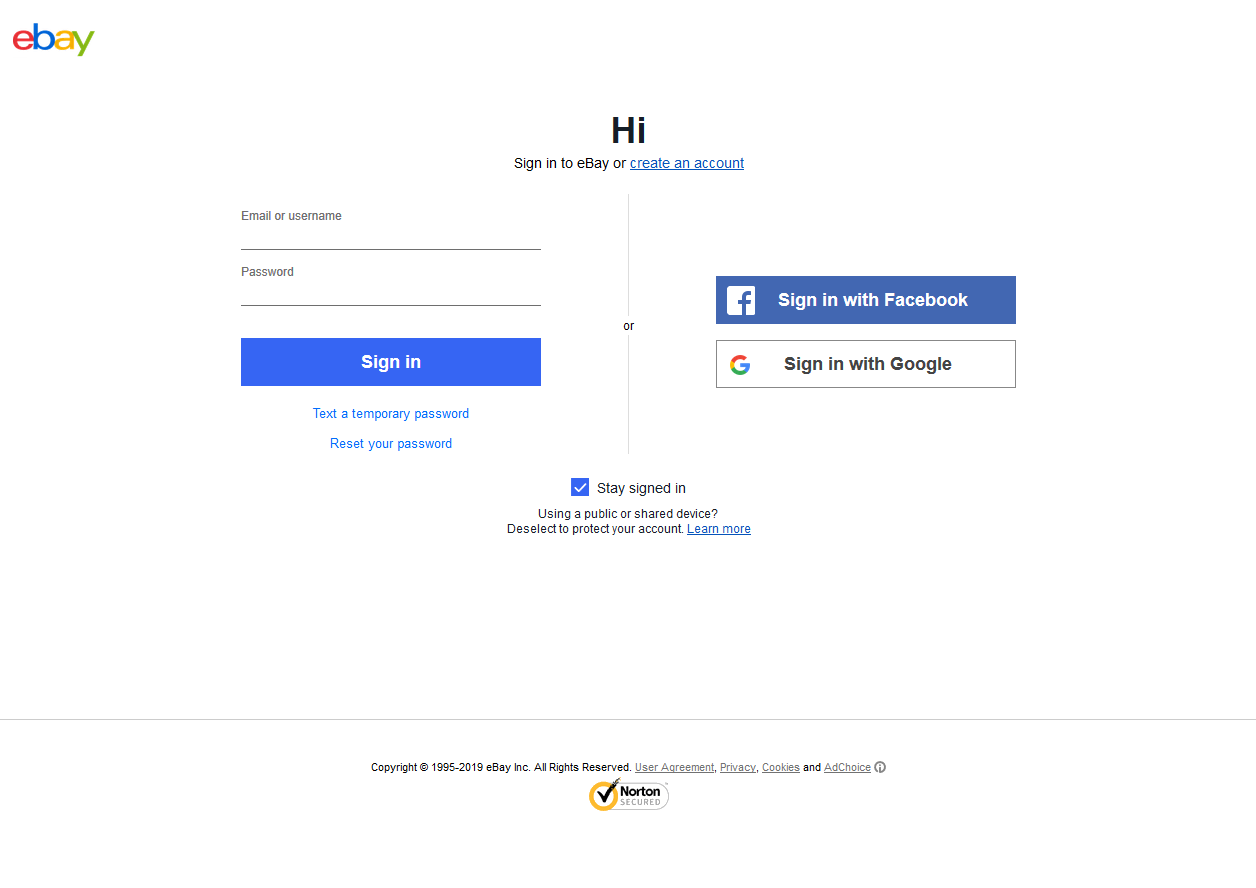 ebay
Hi
Sign in to eBay or create an account
Email or username
Password
Sign in
Text a temporary password
Reset your password
or
Sign in with Facebook
Sign in with Google
Stay signed in
Using a public or shared device?
Deselect to protect your account. Learn more
Copyright © 1995-2019 eBay Inc. All Rights Reserved. User Agreement, Privacy, Cookies and AdChoice
Norton
SECURED